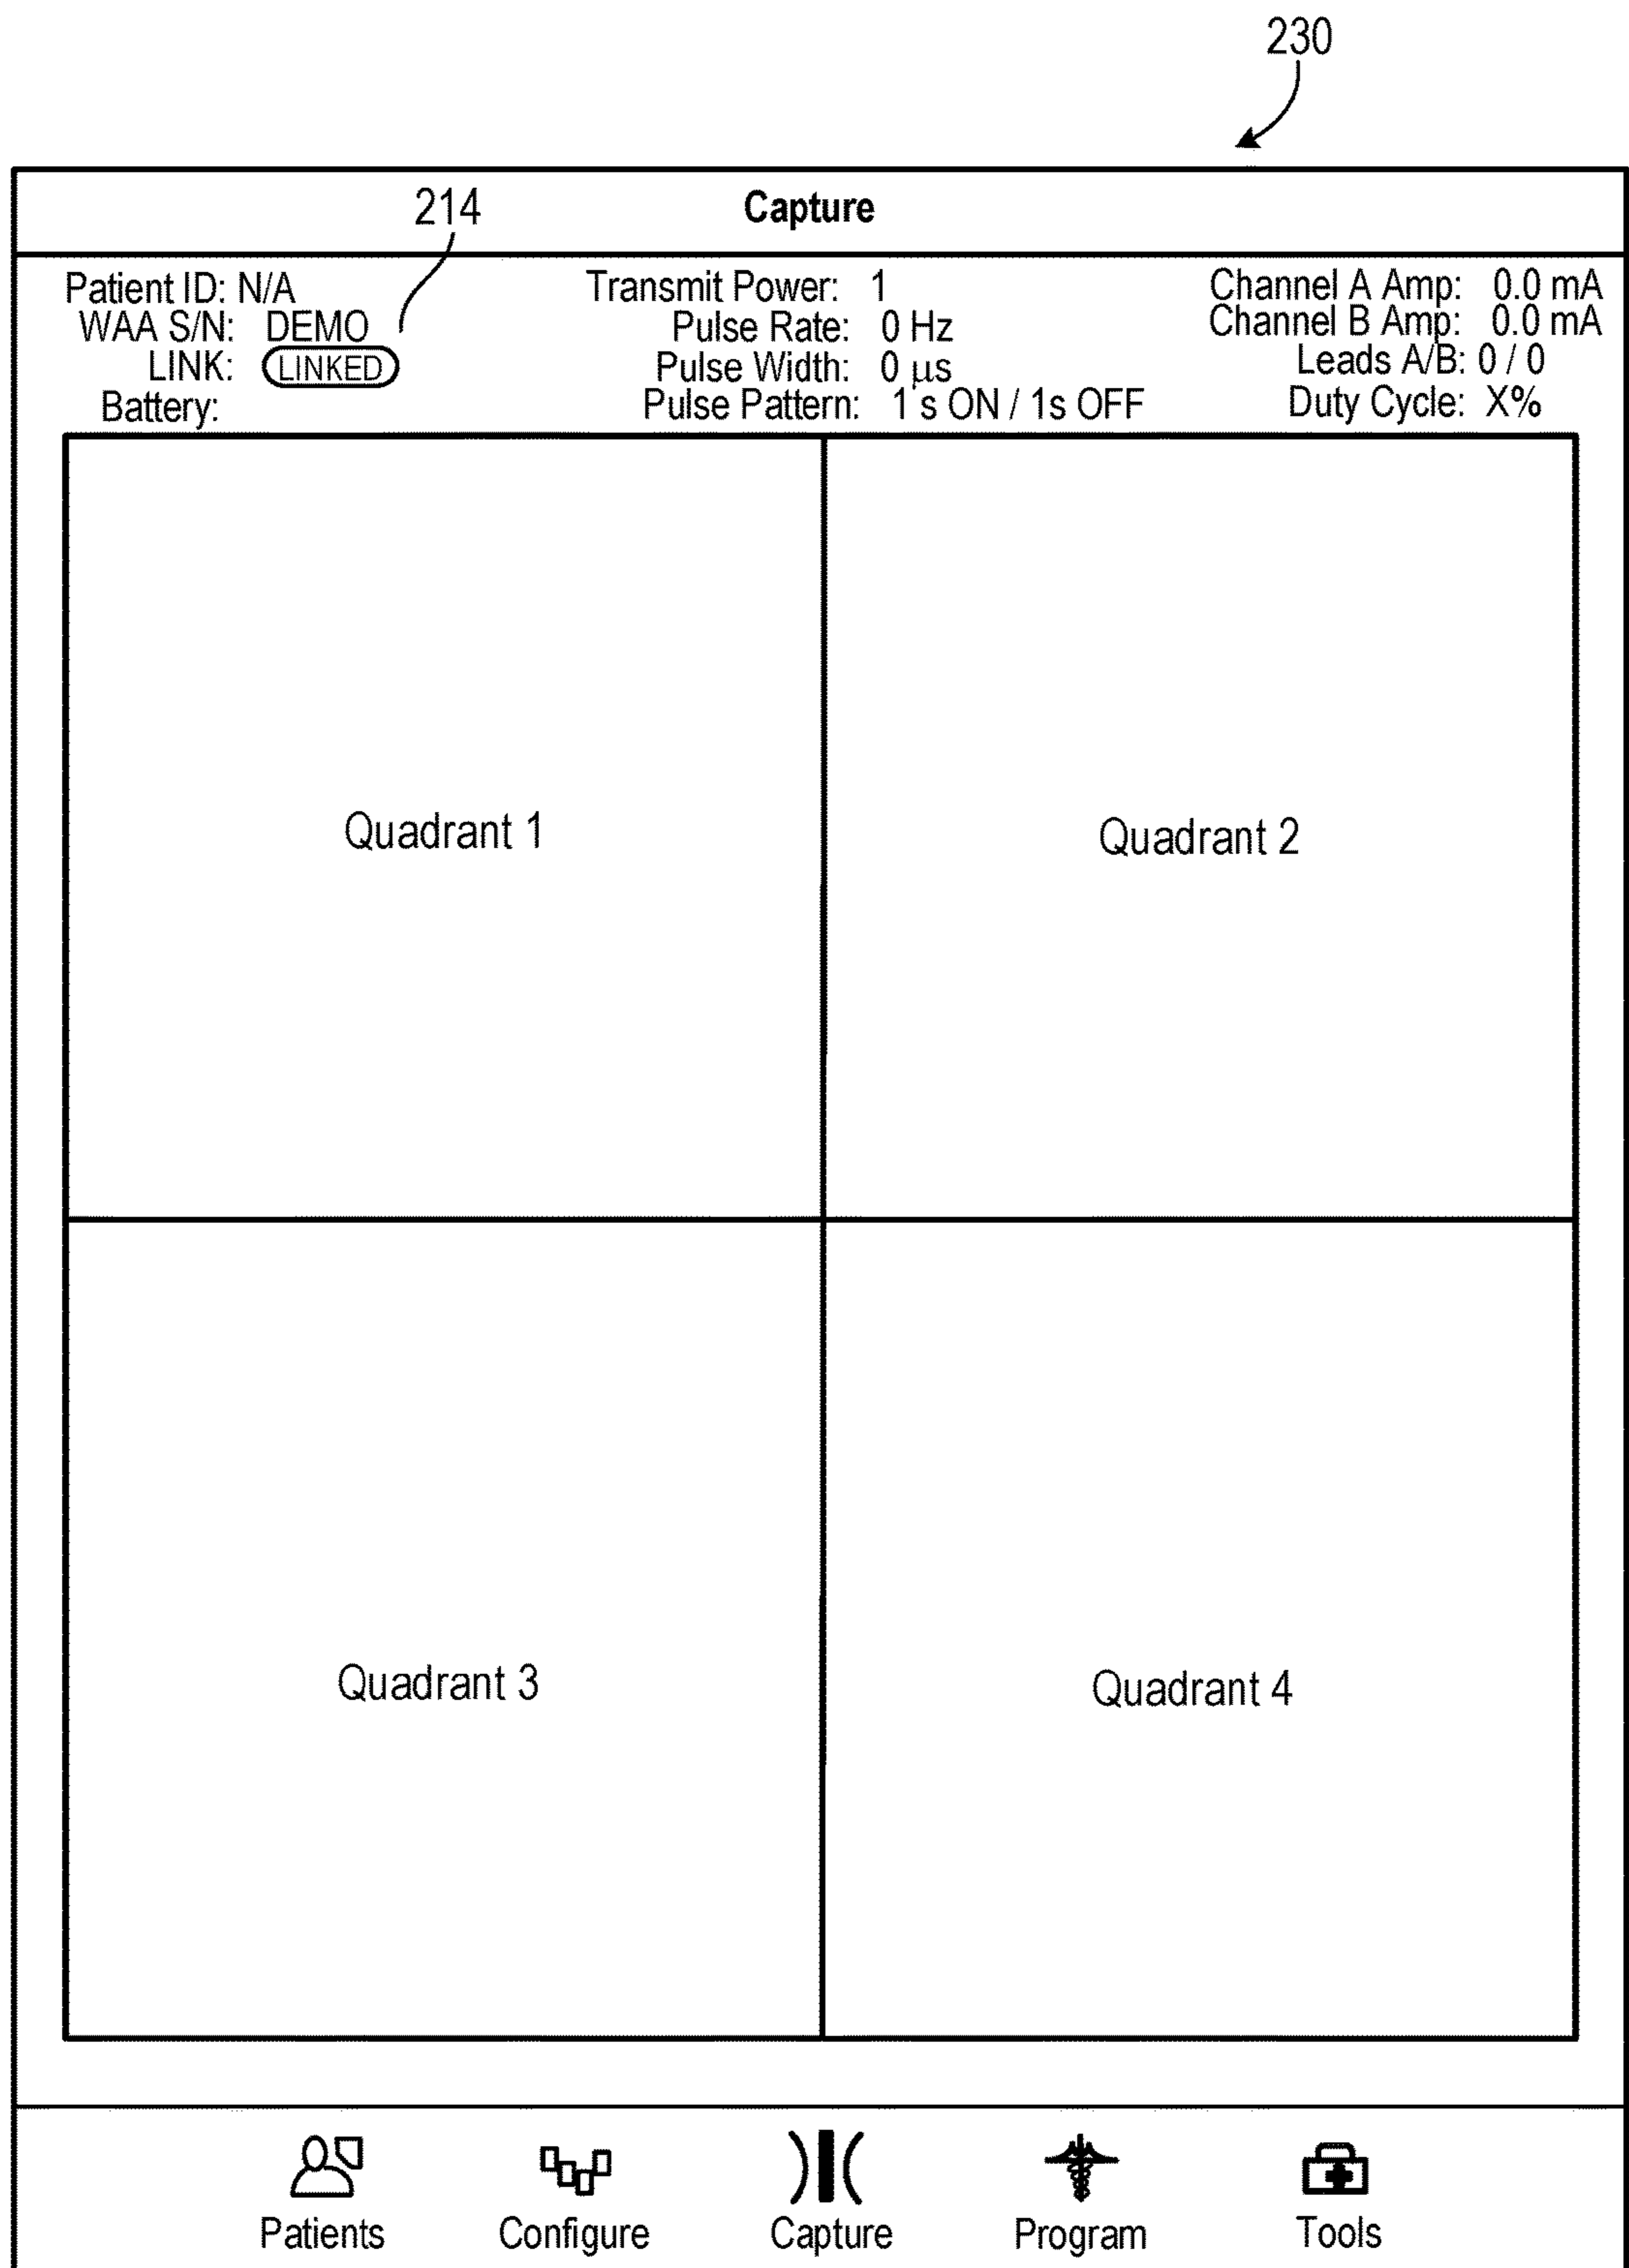 230
214
Capture
Patient ID: N/A
WAA S/N: DEMO
LINK: LINKED
Battery:
Transmit Power: 1
Pulse Rate: 0 Hz
Pulse Width: 0 μs
Pulse Pattern: 1s ON / 1s OFF
Channel A Amp: 0.0 mA
Channel B Amp: 0.0 mA
Leads A/B: 0 / 0
Duty Cycle: X%
Quadrant 1
Quadrant 2
Quadrant 3
Quadrant 4
Patients
Configure
Capture
Program
Tools